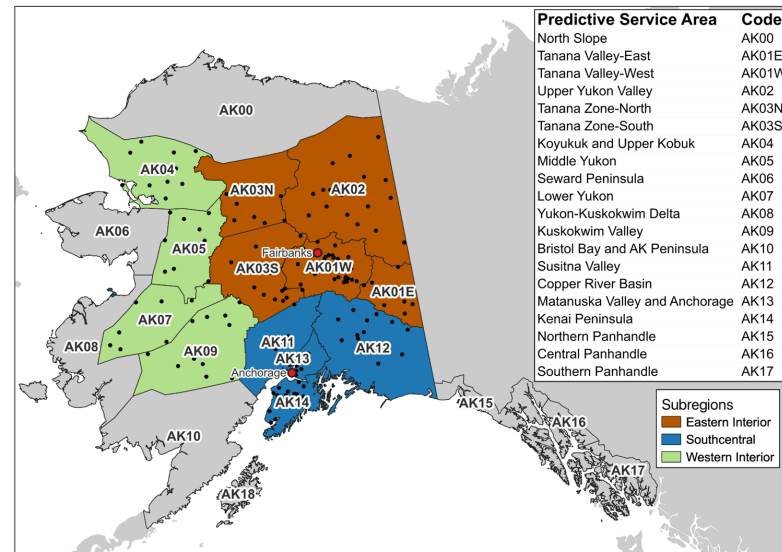 Predictive Service Area Code
North Slope AK00
Tanana Valley-East AK01E
Tanana Valley-West AK01W
Upper Yukon Valley AK02
Tanana Zone-North AK03N
Tanana Zone-South AK03S
Koyukuk and Upper Kobuk AK04
Middle Yukon AK05
Seward Peninsula AK06
Lower Yukon AK07
Yukon-Kuskokwim Delta AK08
Kuskokwim Valley AK09
Bristol Bay and AK Peninsula AK10
Susitna Valley AK11
Copper River Basin AK12
Matanuska Valley and Anchorage AK13
Kenai Peninsula AK14
Northern Panhandle AK15
Central Panhandle AK16
Southern Panhandle AK17
AK00
AK04
AK03N
AK02
AK06
AK05
Fairbanks
AK03S
AK01W
AK01E
AK07
AK08
AK09
AK11
AK13
AK12
Anchorage
AK14
AK10
AK18
AK15
AK16
AK17
Subregions
Eastern Interior
Southcentral
Western Interior